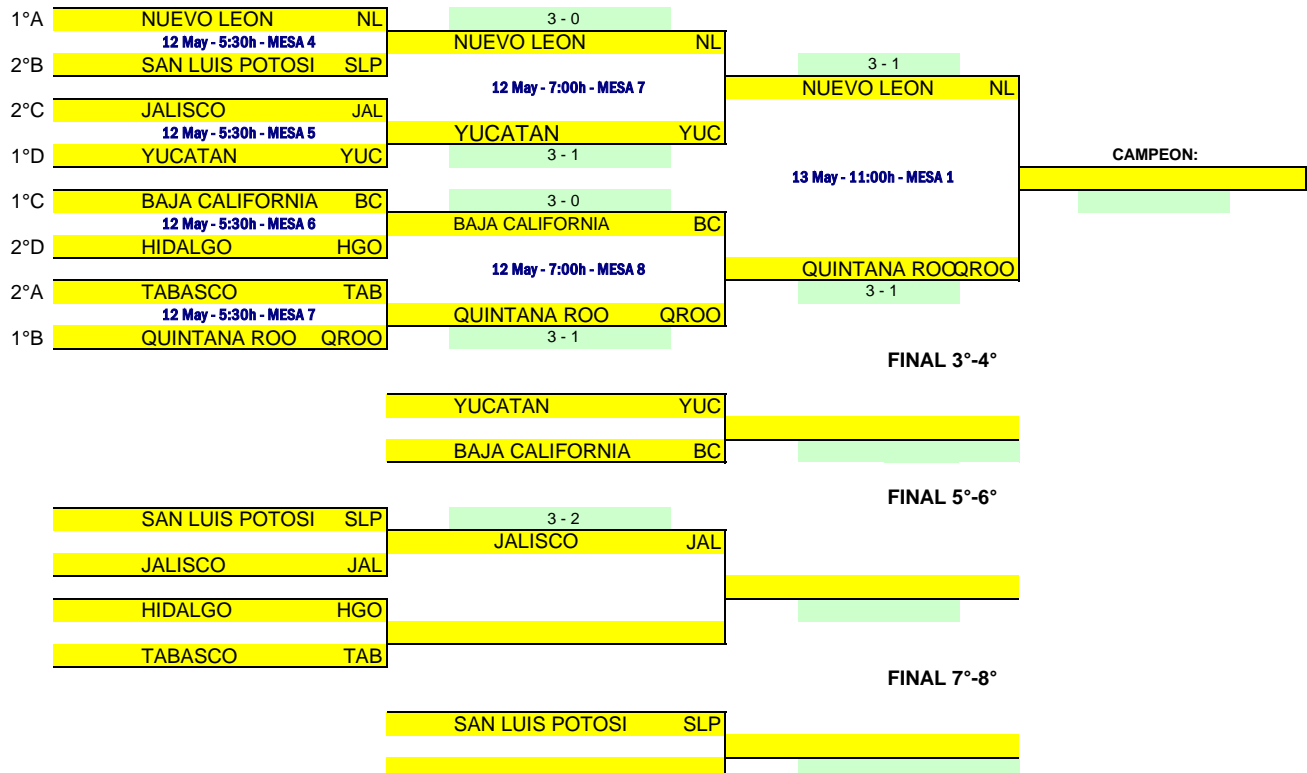 1°A NUEVO LEON NL 3 - 0
12 May - 5:30h - MESA 4 NUEVO LEON NL
2°B SAN LUIS POTOSI SLP 3 - 1
12 May - 7:00h - MESA 7 NUEVO LEON NL
2°C JALISCO JAL
12 May - 5:30h - MESA 5 YUCATAN YUC
1°D YUCATAN YUC 3 - 1 CAMPEON:
13 May - 11:00h - MESA 1
1°C BAJA CALIFORNIA BC 3 - 0
12 May - 5:30h - MESA 6 BAJA CALIFORNIA BC
2°D HIDALGO HGO
12 May - 7:00h - MESA 8 QUINTANA ROO QROO
2°A TABASCO TAB 3 - 1
12 May - 5:30h - MESA 7 QUINTANA ROO QROO
1°B QUINTANA ROO QROO 3 - 1
FINAL 3°-4°
YUCATAN YUC
BAJA CALIFORNIA BC
FINAL 5°-6°
SAN LUIS POTOSI SLP 3 - 2
JALISCO JAL
JALISCO JAL
HIDALGO HGO
TABASCO TAB
FINAL 7°-8°
SAN LUIS POTOSI SLP